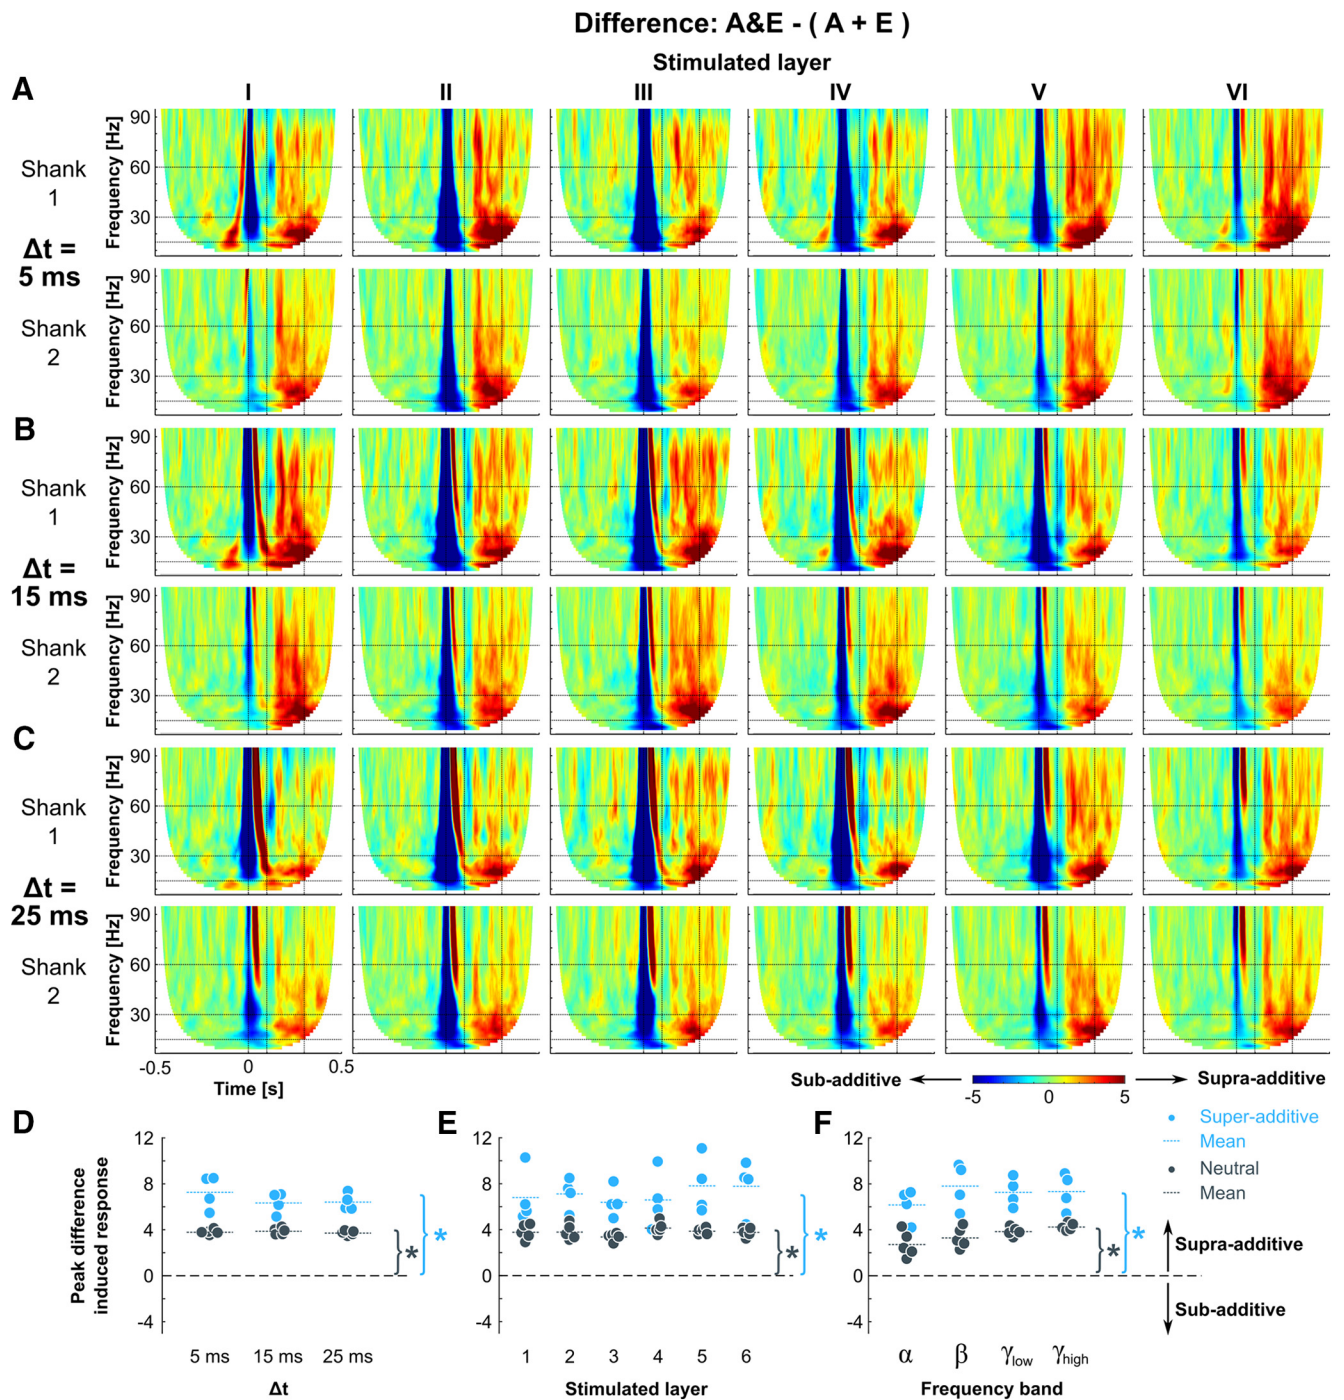 Difference: A&E - ( A + E )
Stimulated layer
A I II III IV V VI
Shank 1
Frequency [Hz]
90
60
30
Δt = 5 ms
Shank 2
Frequency [Hz]
90
60
30
B
Shank 1
Frequency [Hz]
90
60
30
Δt = 15 ms
Shank 2
Frequency [Hz]
90
60
30
C
Shank 1
Frequency [Hz]
90
60
30
Δt = 25 ms
Shank 2
Frequency [Hz]
90
60
30
-0.5 0 0.5
Time [s]
Sub-additive
-5 0 5
Supra-additive
D
Peak difference induced response
12
8
4
0
-4
*
*
5 ms 15 ms 25 ms
Δt
E
12
8
4
0
-4
*
*
1 2 3 4 5 6
Stimulated layer
F
12
8
4
0
-4
*
*
α β γlow γhigh
Frequency band
Super-additive
Mean
Neutral
Mean
Supra-additive
Sub-additive